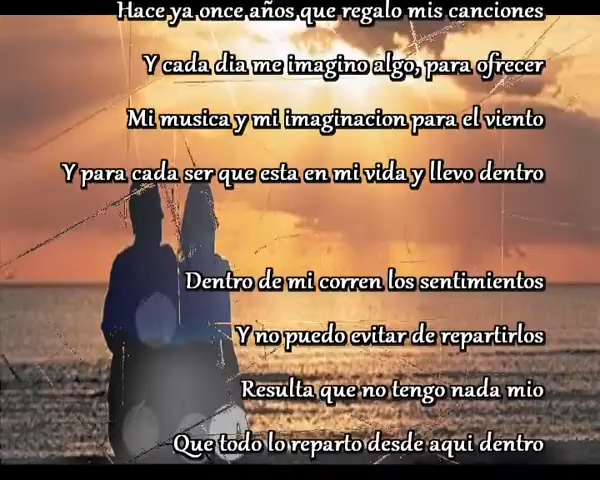 Hace ya once años que regalo mis canciones
Y cada dia me imagino algo, para ofrecer
Mi musica y mi imaginacion para el viento
Y para cada ser que esta en mi vida y llevo dentro
Dentro de mi corren los sentimientos
Y no puedo evitar de repartirlos
Resulta que no tengo nada mio
Que todo lo reparto desde aqui dentro